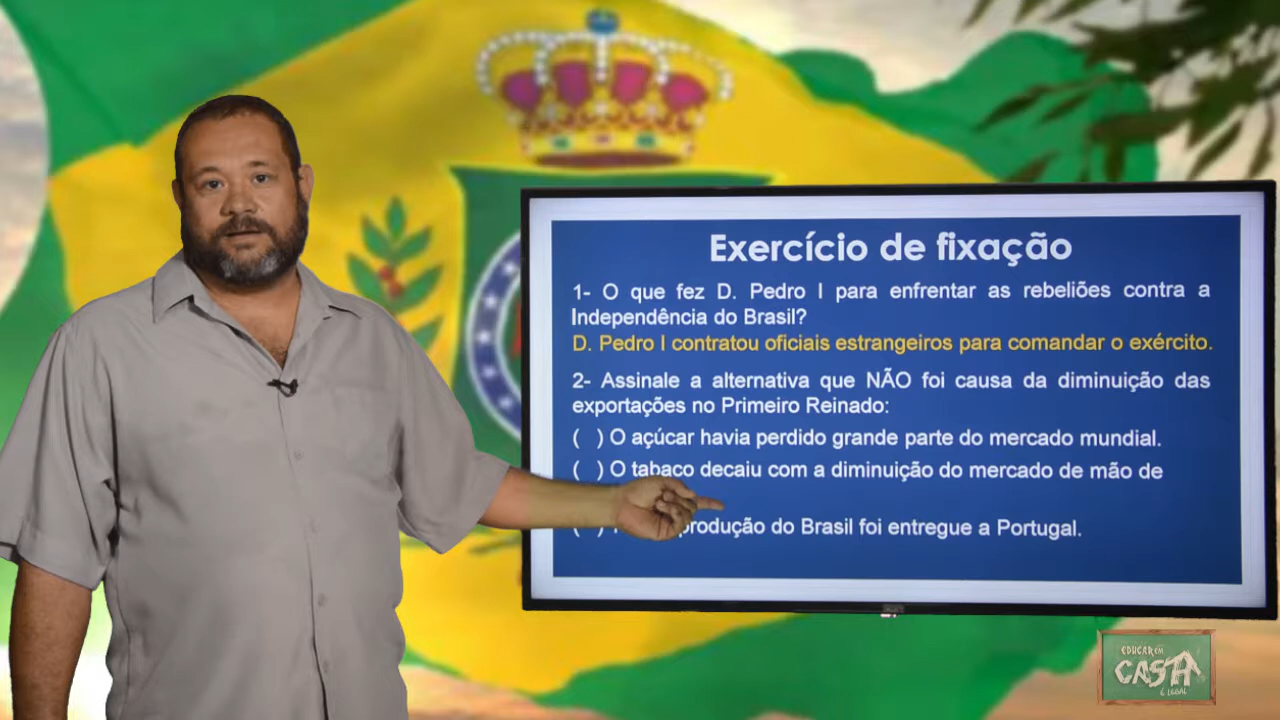 Exercício de fixação
1- O que fez D. Pedro I para enfrentar as rebeliões contra a
Independência do Brasil?
D. Pedro I contratou oficiais estrangeiros para comandar o exército.
2- Assinale a alternativa que NÃO foi causa da diminuição das
exportações no Primeiro Reinado:
( ) O açúcar havia perdido grande parte do mercado mundial.
( ) O tabaco decaiu com a diminuição do mercado de mão de
( ) produção do Brasil foi entregue a Portugal.
EDUCAR EM
CASA
É LEGAL